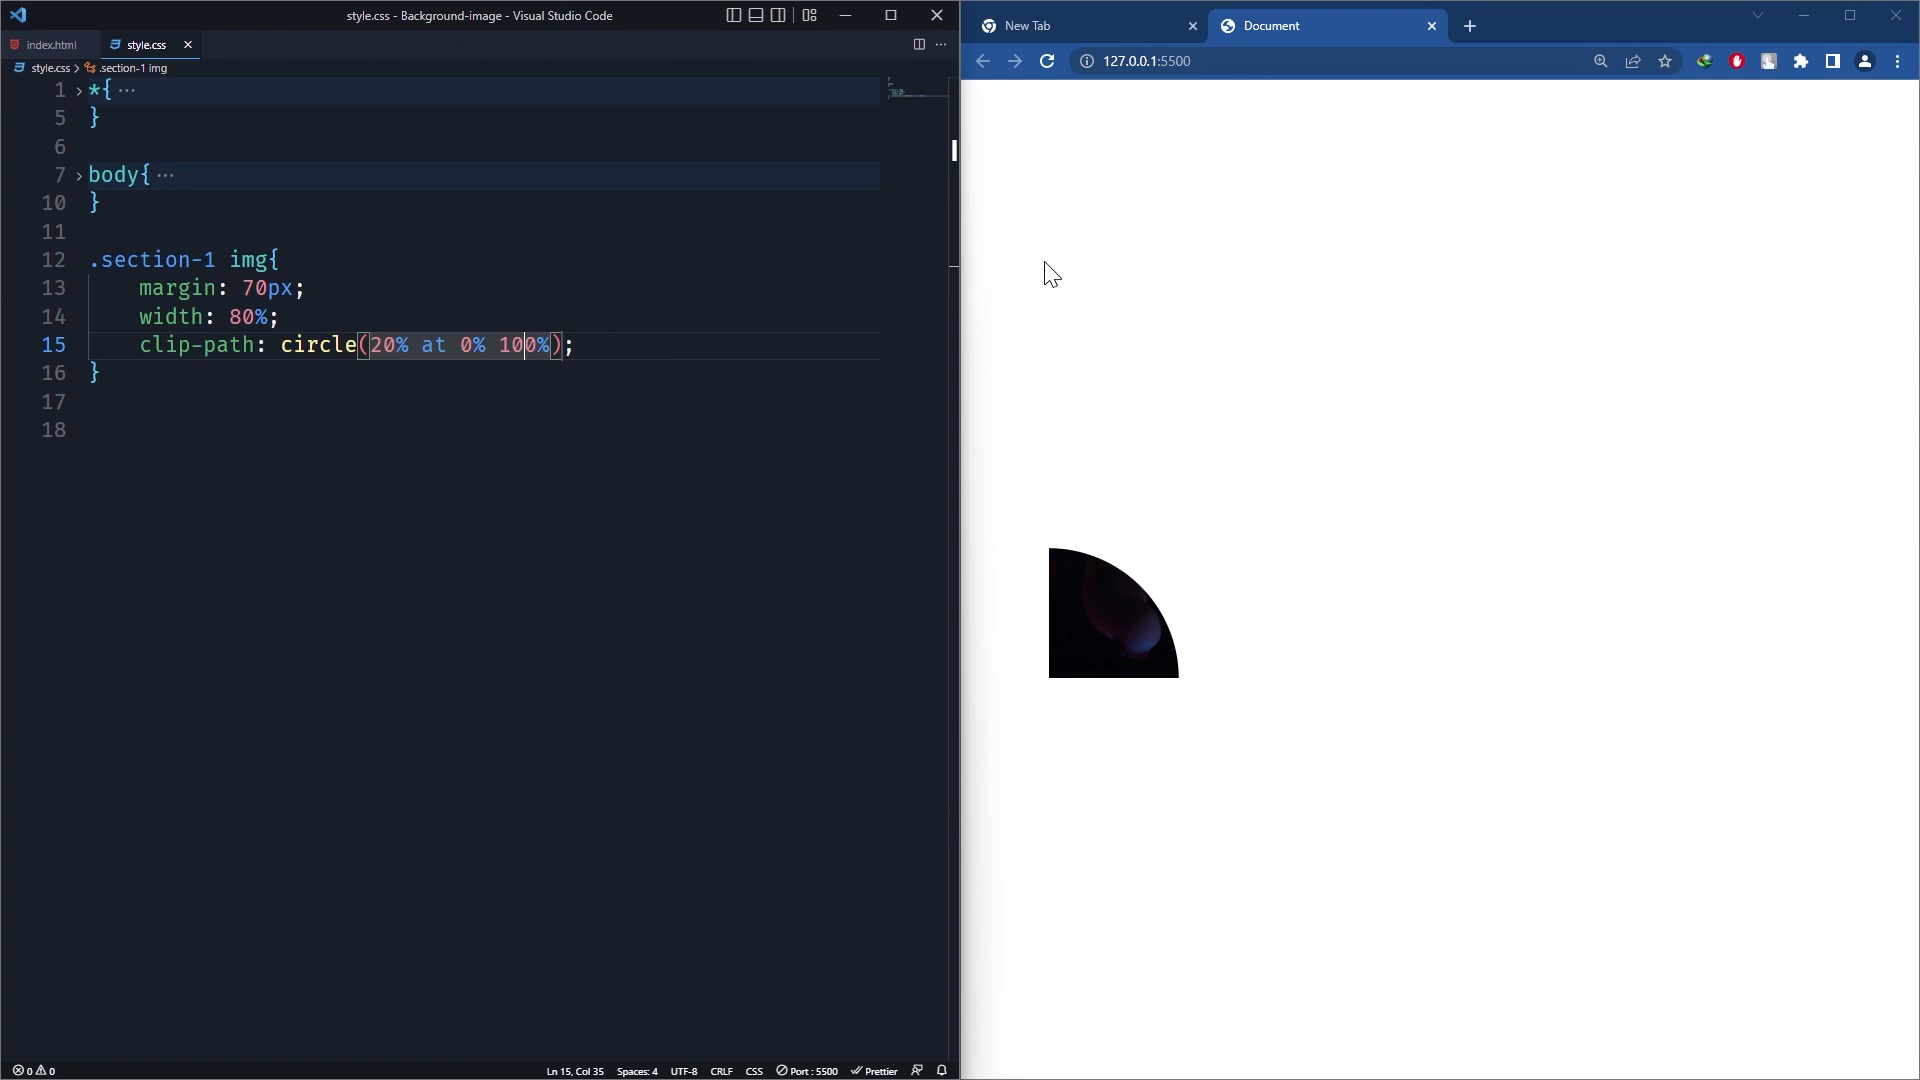 style.css - Background-image - Visual Studio Code
index.html
style.css
style.css > .section-1 img
1 *{ ···
5 }
6
7 body{ ···
10 }
11
12 .section-1 img{
13 margin: 70px;
14 width: 80%;
15 clip-path: circle(20% at 0% 100%);
16 }
17
18
0 0
Ln 15, Col 35 Spaces: 4 UTF-8 CRLF CSS Port : 5500 Prettier
New Tab
Document
127.0.0.1:5500